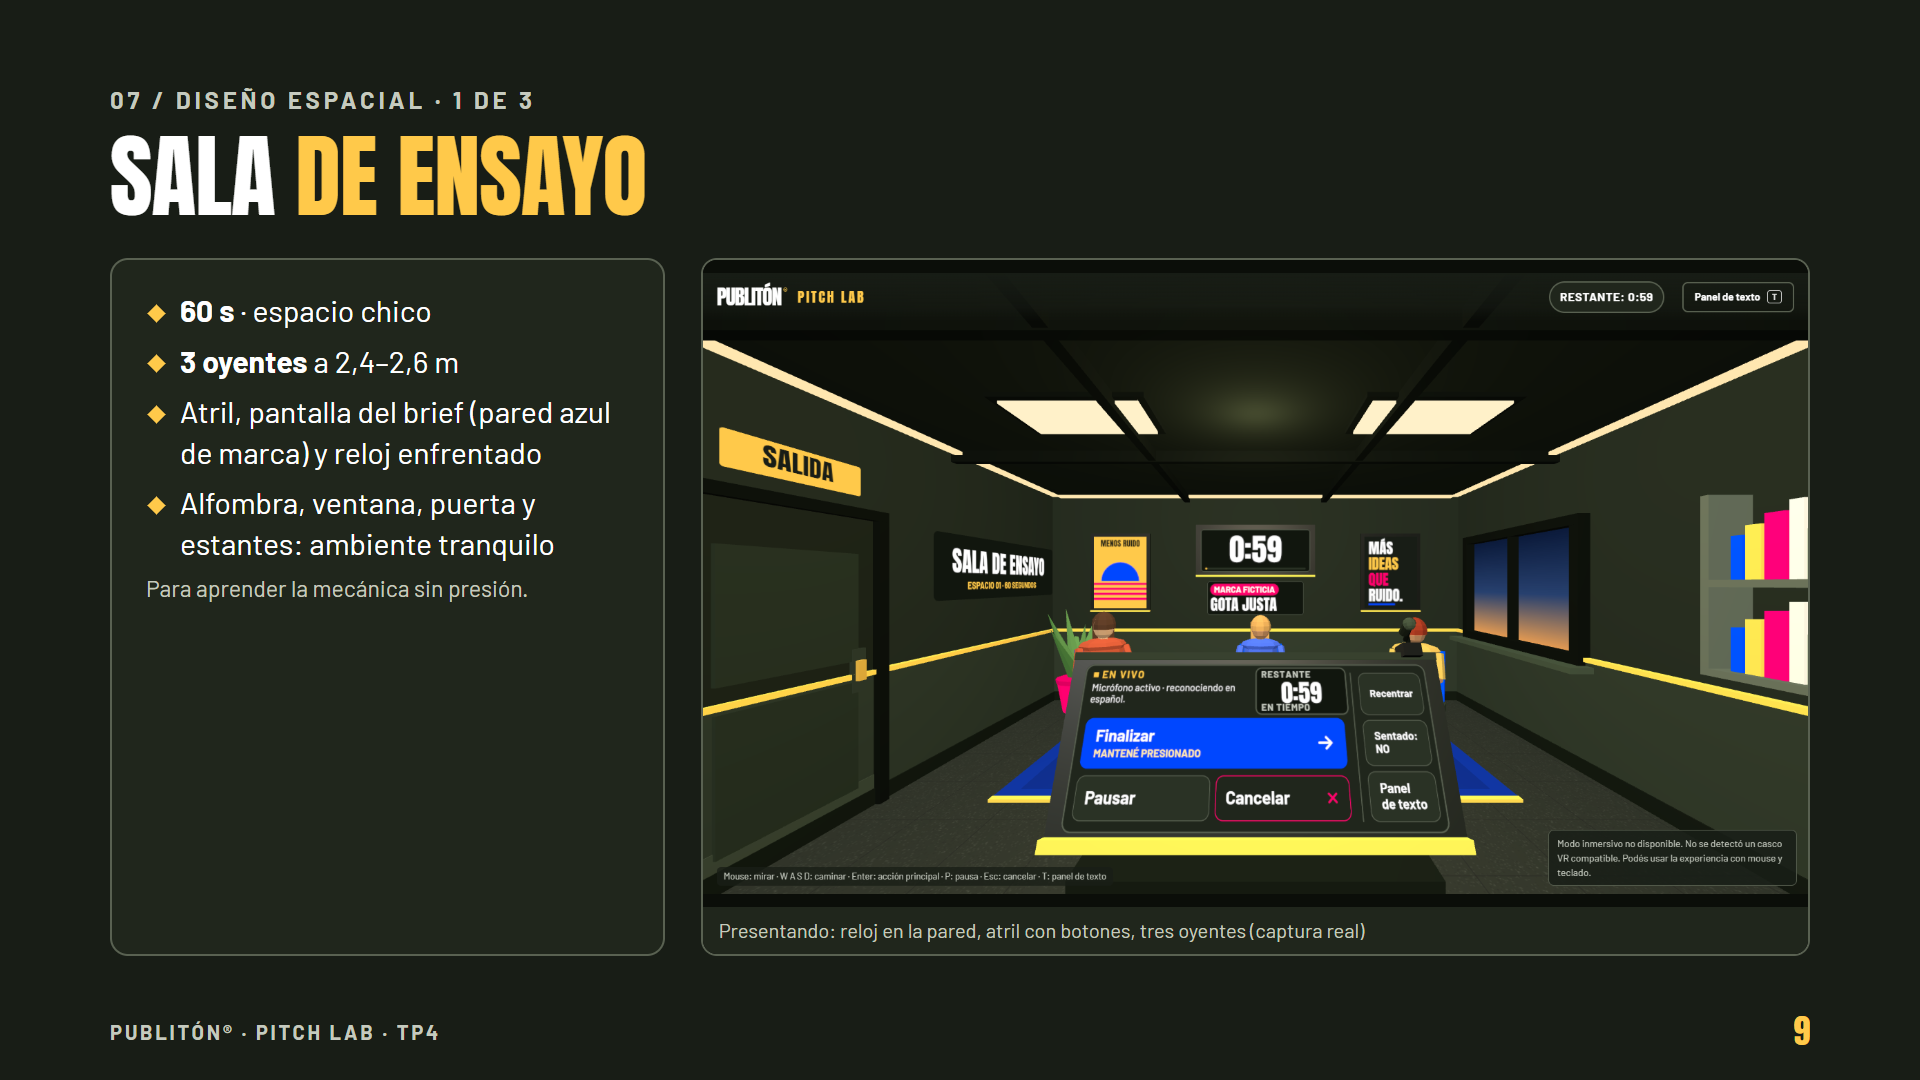 07 / DISEÑO ESPACIAL · 1 DE 3
SALA DE ENSAYO
60 s · espacio chico
3 oyentes a 2,4–2,6 m
Atril, pantalla del brief (pared azul
de marca) y reloj enfrentado
Alfombra, ventana, puerta y
estantes: ambiente tranquilo
Para aprender la mecánica sin presión.
PUBLITÓN® PITCH LAB
RESTANTE: 0:59
Panel de texto T
SALIDA
SALA DE ENSAYO
ESPACIO 01 · 60 SEGUNDOS
MENOS RUIDO
0:59
MARCA FICTICIA
GOTA JUSTA
MÁS
IDEAS
QUE
RUIDO.
EN VIVO
Micrófono activo · reconociendo en
español.
RESTANTE
0:59
EN TIEMPO
Recentrar
Finalizar
MANTENÉ PRESIONADO
Sentado:
NO
Pausar
Cancelar
Panel
de texto
Modo inmersivo no disponible. No se detectó un casco
VR compatible. Podés usar la experiencia con mouse y
teclado.
Mouse: mirar · W A S D: caminar · Enter: acción principal · P: pausa · Esc: cancelar · T: panel de texto
Presentando: reloj en la pared, atril con botones, tres oyentes (captura real)
PUBLITÓN® · PITCH LAB · TP4
9